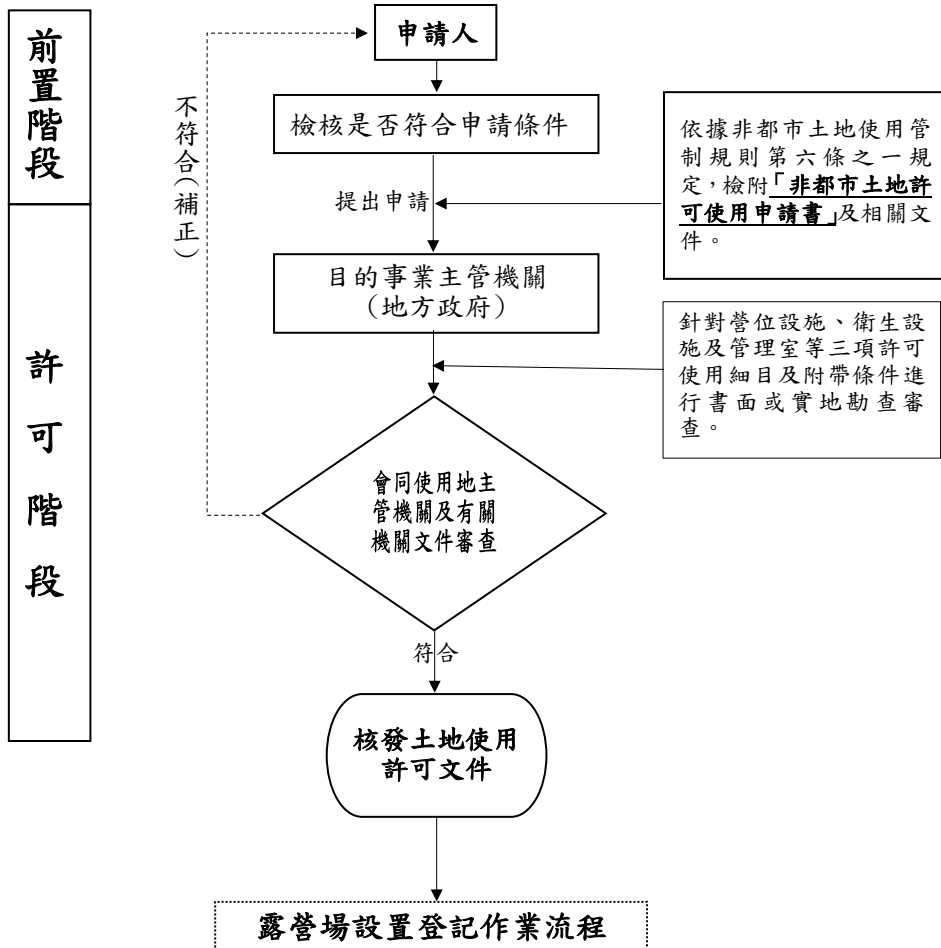 前置階段
申請人
檢核是否符合申請條件
不符合(補正)
提出申請
依據非都市土地使用管
制規則第六條之一規
定，檢附「非都市土地許
可使用申請書」及相關文
件。
許可階段
目的事業主管機關
(地方政府)
針對營位設施、衛生設
施及管理室等三項許可
使用細目及附帶條件進
行書面或實地勘查審
查。
會同使用地主
管機關及有關
機關文件審查
符合
核發土地使用
許可文件
露營場設置登記作業流程